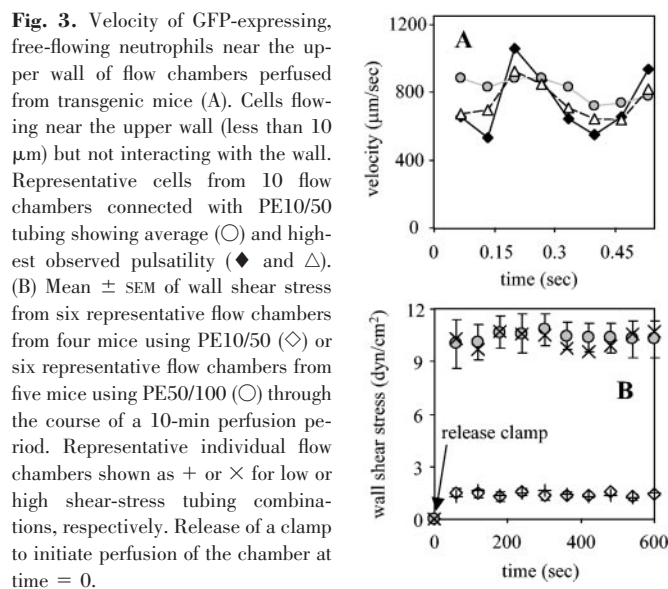 Fig. 3. Velocity of GFP-expressing,
free-flowing neutrophils near the up-
per wall of flow chambers perfused
from transgenic mice (A). Cells flow-
ing near the upper wall (less than 10
μm) but not interacting with the wall.
Representative cells from 10 flow
chambers connected with PE10/50
tubing showing average (○) and high-
est observed pulsatility (♦ and △).
(B) Mean ± SEM of wall shear stress
from six representative flow chambers
from four mice using PE10/50 (◇) or
six representative flow chambers from
five mice using PE50/100 (○) through
the course of a 10-min perfusion pe-
riod. Representative individual flow
chambers shown as + or × for low or
high shear-stress tubing combina-
tions, respectively. Release of a clamp
to initiate perfusion of the chamber at
time = 0.
A
velocity (μm/sec)
1200
800
400
0
0 0.15 0.3 0.45
time (sec)
B
wall shear stress (dyn/cm²)
12
9
6
3
0
release clamp
0 200 400 600
time (sec)